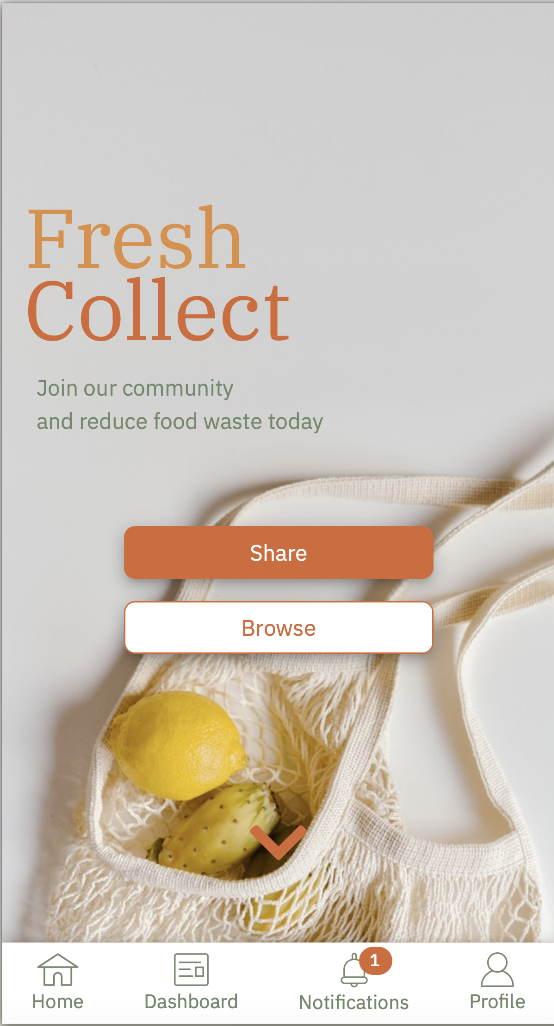 Fresh
Collect
Join our community
and reduce food waste today
Share
Browse
1
Home
Dashboard
Notifications
Profile